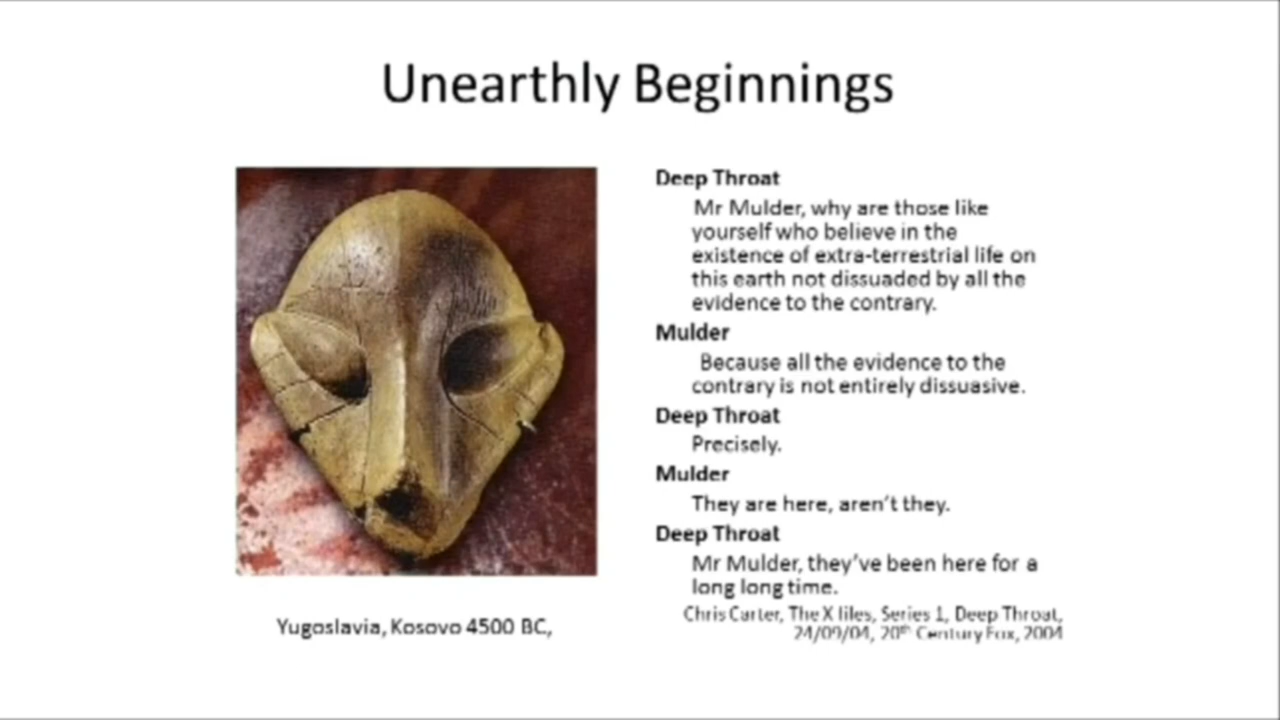 Unearthly Beginnings
Deep Throat
Mr Mulder, why are those like
yourself who believe in the
existence of extra-terrestrial life on
this earth not dissuaded by all the
evidence to the contrary.
Mulder
Because all the evidence to the
contrary is not entirely dissuasive.
Deep Throat
Precisely.
Mulder
They are here, aren't they.
Deep Throat
Mr Mulder, they've been here for a
long long time.
Chris Carter, The X files, Series 1, Deep Throat,
24/09/04, 20th Century Fox, 2004
Yugoslavia, Kosovo 4500 BC,